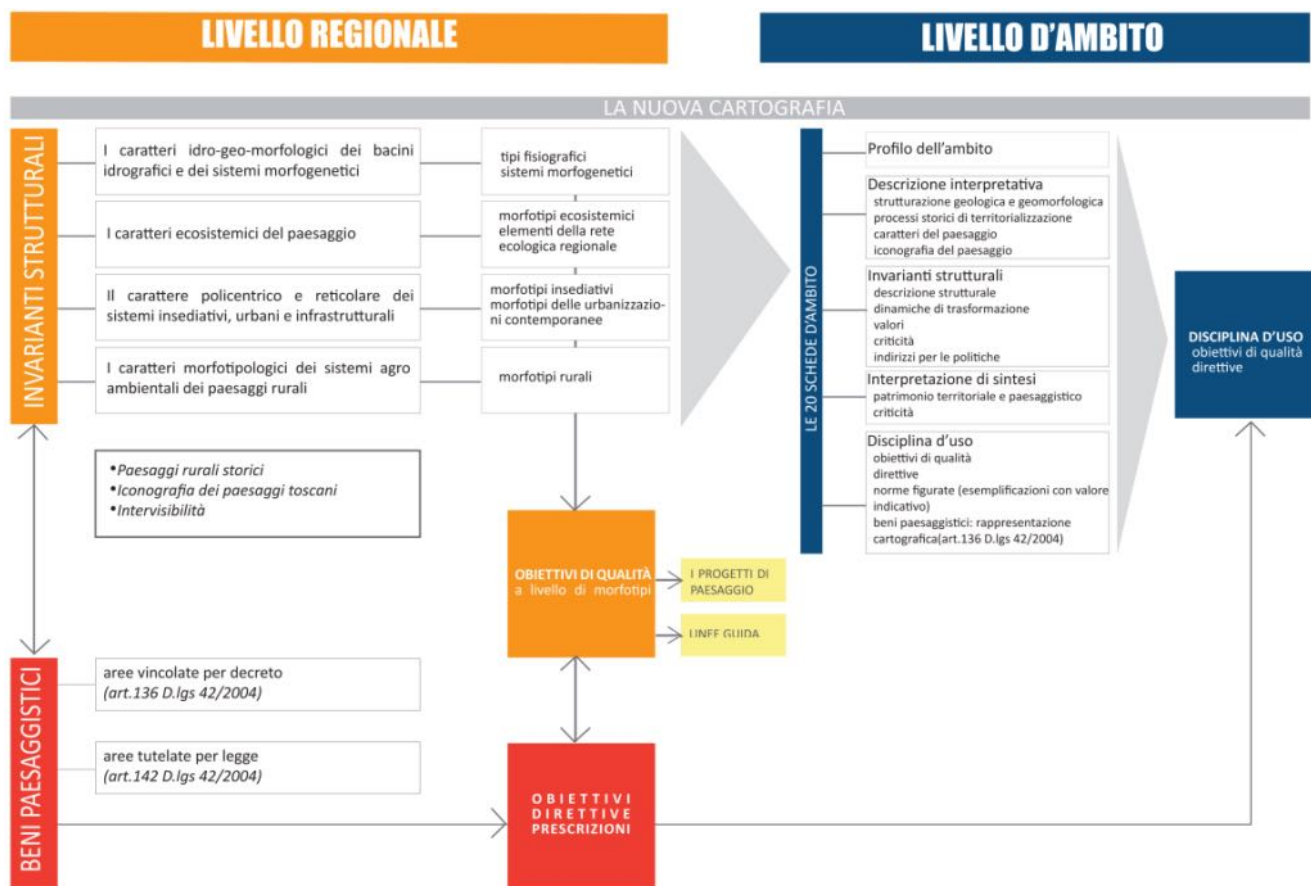 LIVELLO REGIONALE
LIVELLO D'AMBITO
LA NUOVA CARTOGRAFIA
INVARIANTI STRUTTURALI
I caratteri idro-geo-morfologici dei bacini
idrografici e dei sistemi morfogenetici
tipi fisiografici
sistemi morfogenetici
I caratteri ecosistemici del paesaggio
morfotipi ecosistemici
elementi della rete
ecologica regionale
Il carattere policentrico e reticolare dei
sistemi insediativi, urbani e infrastrutturali
morfotipi insediativi
morfotipi delle urbanizzazio-
ni contemporanee
I caratteri morfotipologici dei sistemi agro
ambientali dei paesaggi rurali
morfotipi rurali
•Paesaggi rurali storici
•Iconografia dei paesaggi toscani
•Intervisibilità
OBIETTIVI DI QUALITÀ
a livello di morfotipi
I PROGETTI DI
PAESAGGIO
LINEE GUIDA
BENI PAESAGGISTICI
aree vincolate per decreto
(art.136 D.lgs 42/2004)
aree tutelate per legge
(art.142 D.lgs 42/2004)
OBIETTIVI
DIRETTIVE
PRESCRIZIONI
LE 20 SCHEDE D'AMBITO
Profilo dell'ambito
Descrizione interpretativa
strutturazione geologica e geomorfologica
processi storici di territorializzazione
caratteri del paesaggio
iconografia del paesaggio
Invarianti strutturali
descrizione strutturale
dinamiche di trasformazione
valori
criticità
indirizzi per le politiche
Interpretazione di sintesi
patrimonio territoriale e paesaggistico
criticità
Disciplina d'uso
obiettivi di qualità
direttive
norme figurate (esemplificazioni con valore
indicativo)
beni paesaggistici: rappresentazione
cartografica(art.136 D.lgs 42/2004)
DISCIPLINA D'USO
obiettivi di qualità
direttive